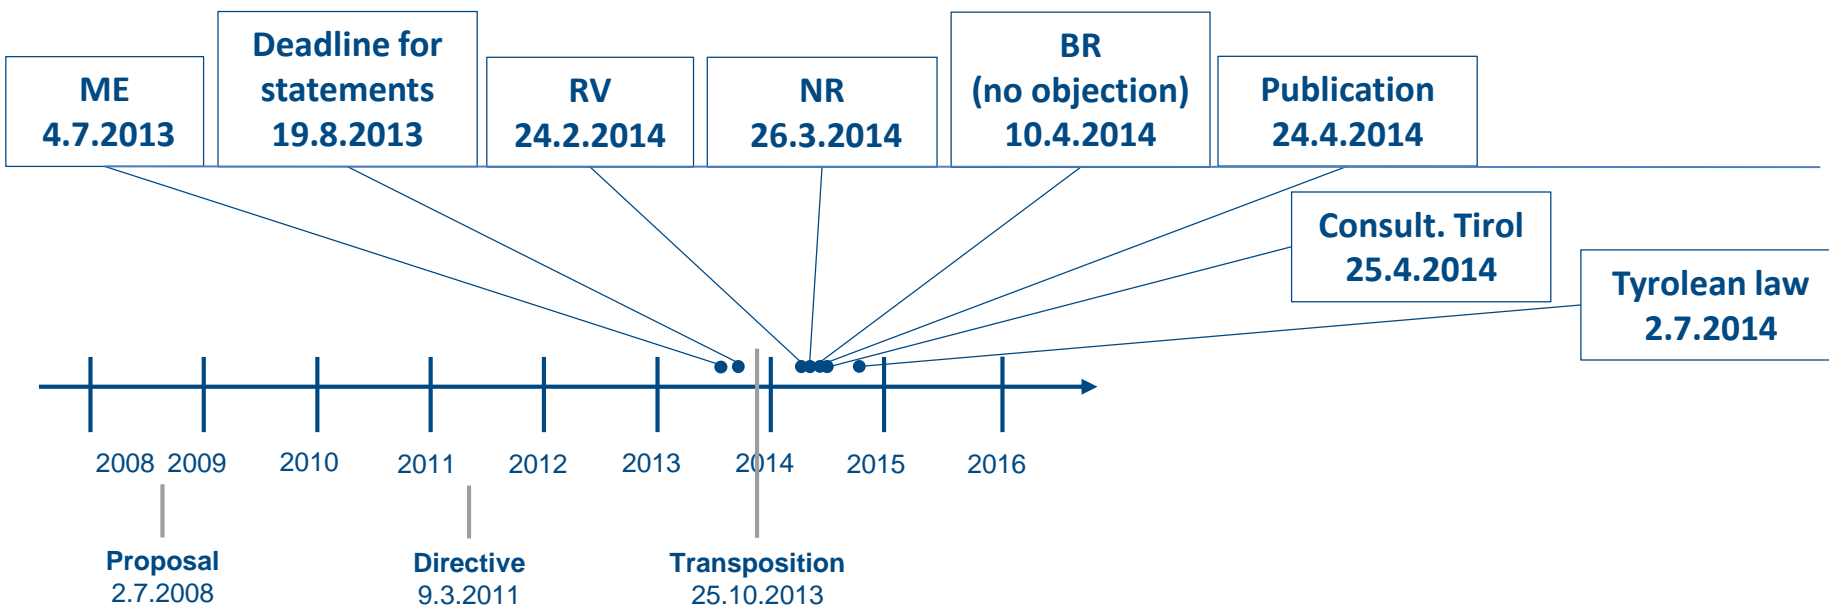 ME
4.7.2013
Deadline for
statements
19.8.2013
RV
24.2.2014
NR
26.3.2014
BR
(no objection)
10.4.2014
Publication
24.4.2014
Consult. Tirol
25.4.2014
Tyrolean law
2.7.2014
2008
2009
2010
2011
2012
2013
2014
2015
2016
Proposal
2.7.2008
Directive
9.3.2011
Transposition
25.10.2013